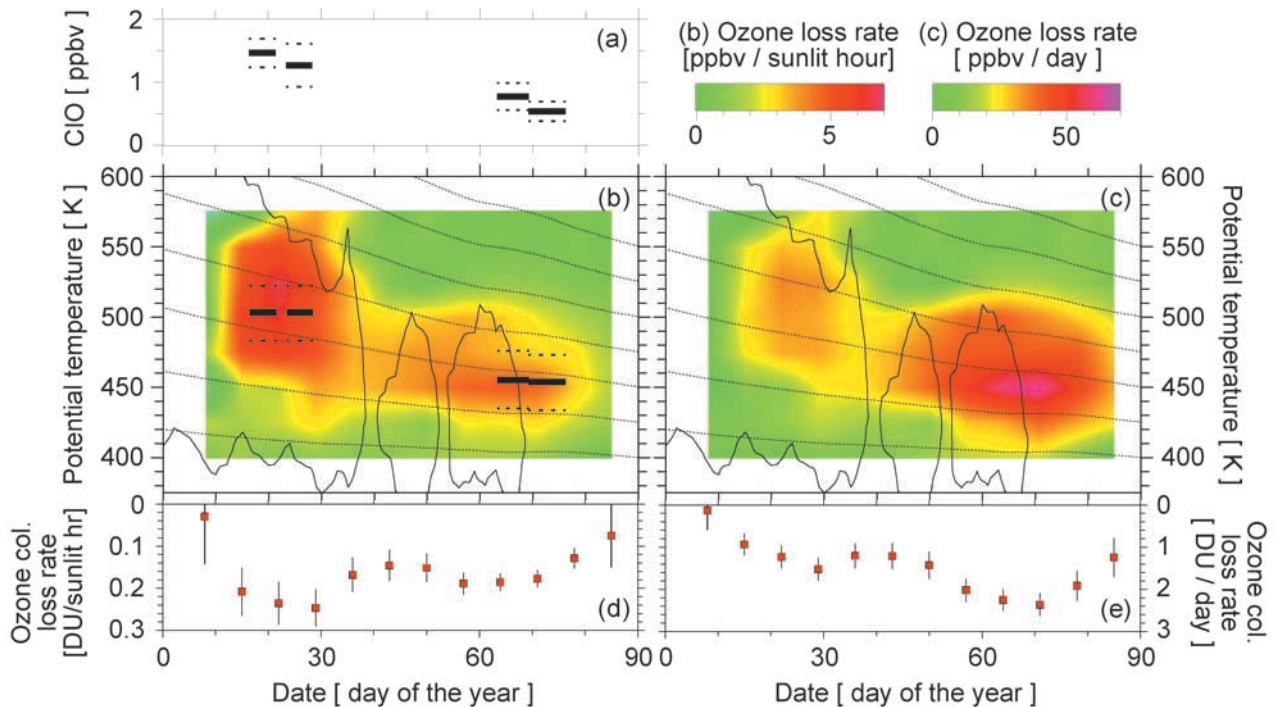 2
1
0
ClO [ ppbv ]
(a)
(b) Ozone loss rate
[ppbv / sunlit hour]
0 5
(c) Ozone loss rate
[ ppbv / day ]
0 50
600
550
500
450
400
Potential temperature [ K ]
(b)
(c)
600
550
500
450
400
Potential temperature [ K ]
0
0.1
0.2
0.3
Ozone col.
loss rate
[DU/sunlit hr]
(d)
(e)
0
1
2
3
Ozone col.
loss rate
[ DU / day ]
0 30 60 90
Date [ day of the year ]
0 30 60 90
Date [ day of the year ]